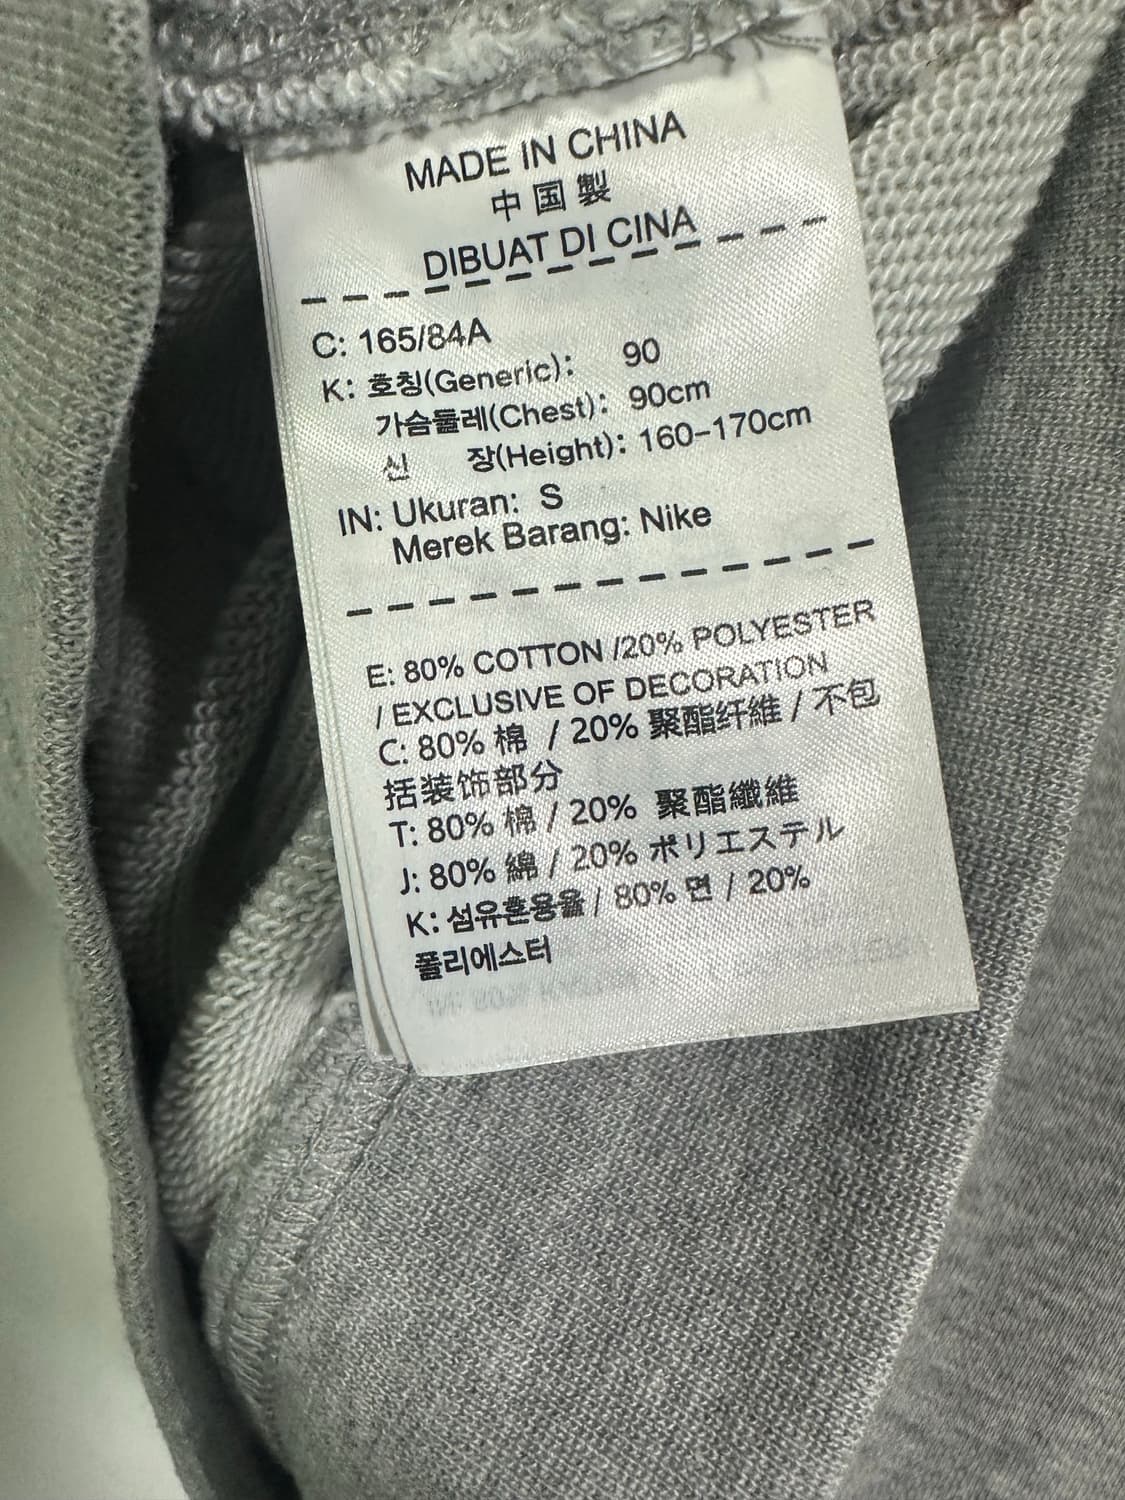 MADE IN CHINA
中国製
DIBUAT DI CINA
C: 165/84A
K: 호칭(Generic): 90
가슴둘레(Chest): 90cm
신 장(Height): 160-170cm
IN: Ukuran: S
Merek Barang: Nike
E: 80% COTTON /20% POLYESTER
/ EXCLUSIVE OF DECORATION
C: 80% 棉 / 20% 聚酯纤維 / 不包
括装饰部分
T: 80% 棉 / 20% 聚酯纖維
J: 80% 綿 / 20% ポリエステル
K: 섬유혼용율 / 80% 면 / 20%
폴리에스터